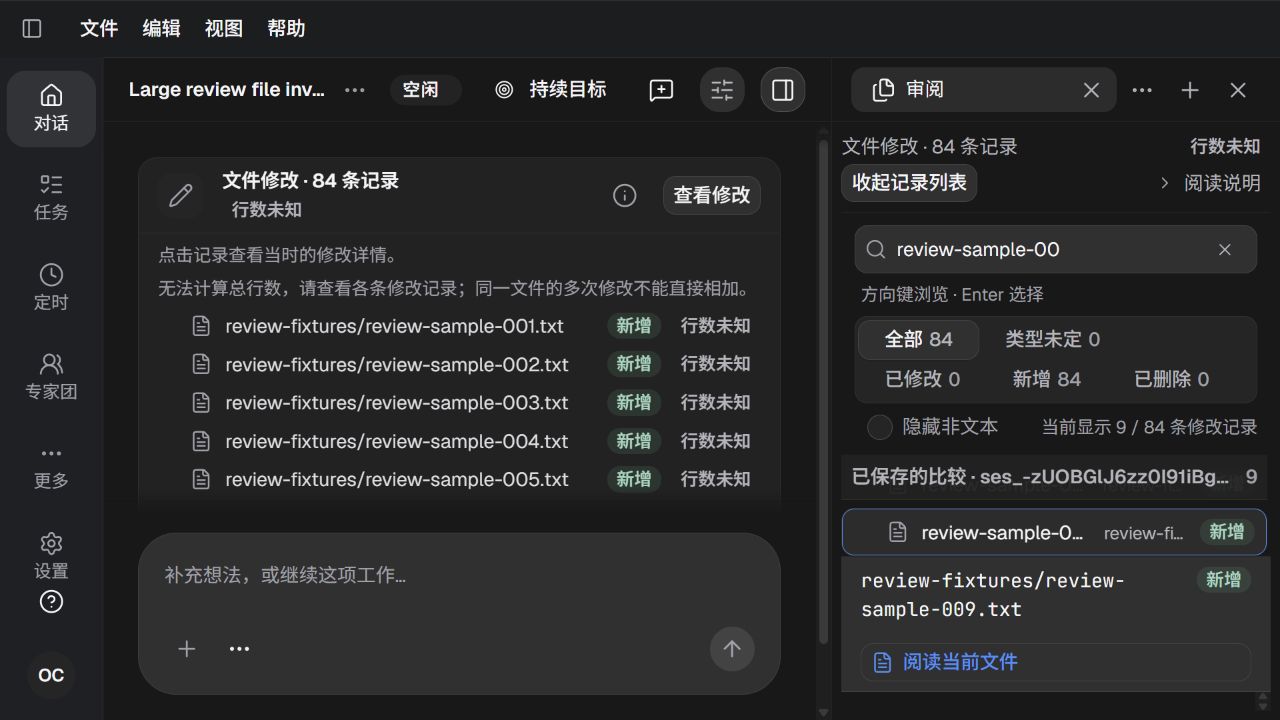 文件 编辑 视图 帮助
对话
任务
定时
专家团
更多
设置
OC
Large review file inv... 空闲 持续目标
文件修改 · 84 条记录
行数未知
查看修改
点击记录查看当时的修改详情。
无法计算总行数，请查看各条修改记录；同一文件的多次修改不能直接相加。
review-fixtures/review-sample-001.txt 新增 行数未知
review-fixtures/review-sample-002.txt 新增 行数未知
review-fixtures/review-sample-003.txt 新增 行数未知
review-fixtures/review-sample-004.txt 新增 行数未知
review-fixtures/review-sample-005.txt 新增 行数未知
补充想法，或继续这项工作...
审阅
文件修改 · 84 条记录 行数未知
收起记录列表 阅读说明
review-sample-00
方向键浏览 · Enter 选择
全部 84 类型未定 0
已修改 0 新增 84 已删除 0
隐藏非文本 当前显示 9 / 84 条修改记录
已保存的比较 · 9
review-sample-0... review-fi... 新增
review-fixtures/review-
sample-009.txt 新增
阅读当前文件